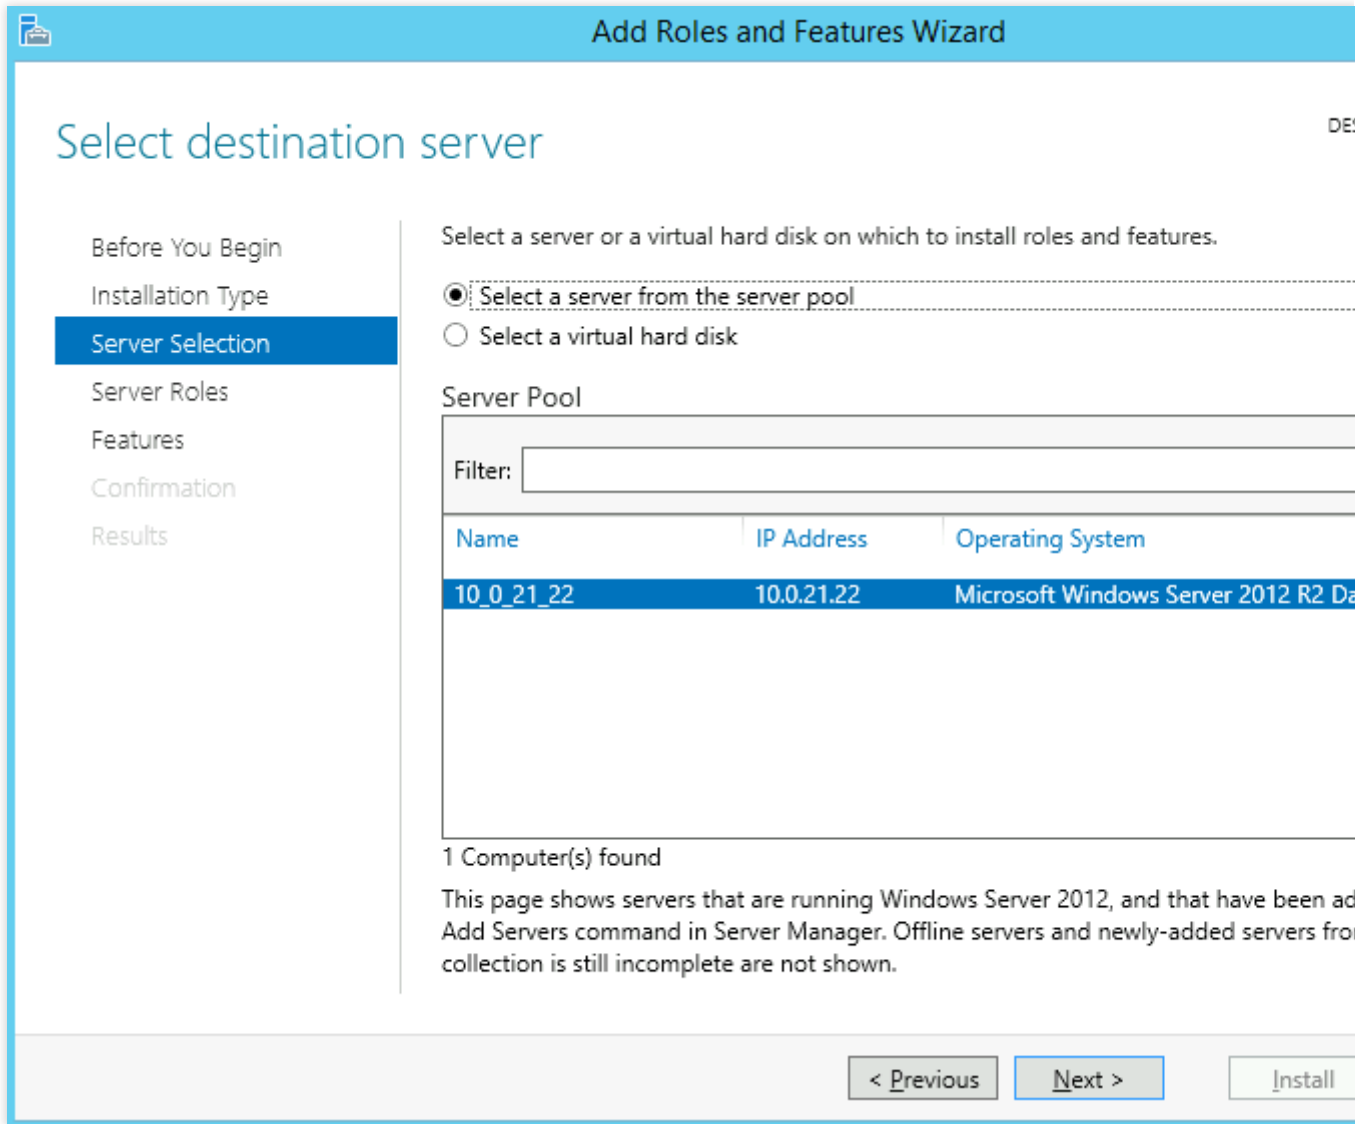 Add Roles and Features Wizard
Select destination server
Before You Begin
Installation Type
Server Selection
Server Roles
Features
Confirmation
Results
Select a server or a virtual hard disk on which to install roles and features.
Select a server from the server pool
Select a virtual hard disk
Server Pool
Filter:
Name IP Address Operating System
10_0_21_22 10.0.21.22 Microsoft Windows Server 2012 R2
1 Computer(s) found
This page shows servers that are running Windows Server 2012, and that have been
Add Servers command in Server Manager. Offline servers and newly-added servers
collection is still incomplete are not shown.
< Previous Next > Install